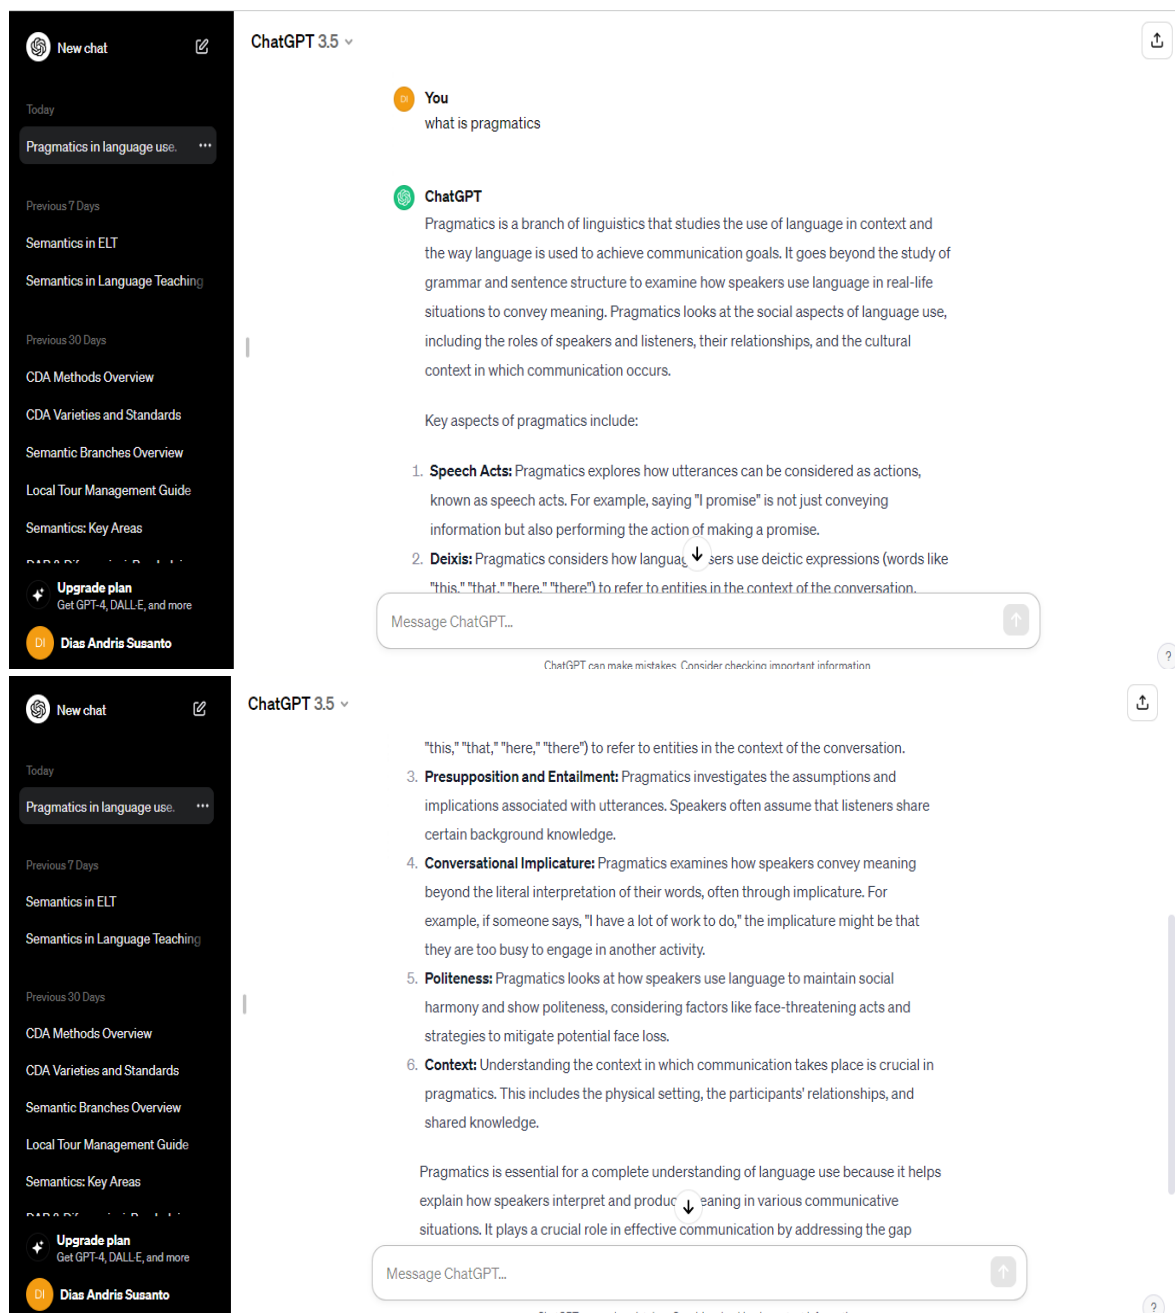 New chat
Today
Pragmatics in language use.
Previous 7 Days
Semantics in ELT
Semantics in Language Teaching
Previous 30 Days
CDA Methods Overview
CDA Varieties and Standards
Semantic Branches Overview
Local Tour Management Guide
Semantics: Key Areas
Upgrade plan
Get GPT-4, DALL·E, and more
DI
Dias Andris Susanto
ChatGPT 3.5
DI
You
what is pragmatics
ChatGPT
Pragmatics is a branch of linguistics that studies the use of language in context and
the way language is used to achieve communication goals. It goes beyond the study of
grammar and sentence structure to examine how speakers use language in real-life
situations to convey meaning. Pragmatics looks at the social aspects of language use,
including the roles of speakers and listeners, their relationships, and the cultural
context in which communication occurs.
Key aspects of pragmatics include:
1. Speech Acts: Pragmatics explores how utterances can be considered as actions,
known as speech acts. For example, saying "I promise" is not just conveying
information but also performing the action of making a promise.
2. Deixis: Pragmatics considers how languag sers use deictic expressions (words like
"this," "that," "here," "there") to refer to entities in the context of the conversation.
Message ChatGPT...
ChatGPT can make mistakes. Consider checking important information.
?
New chat
Today
Pragmatics in language use.
Previous 7 Days
Semantics in ELT
Semantics in Language Teaching
Previous 30 Days
CDA Methods Overview
CDA Varieties and Standards
Semantic Branches Overview
Local Tour Management Guide
Semantics: Key Areas
Upgrade plan
Get GPT-4, DALL·E, and more
DI
Dias Andris Susanto
ChatGPT 3.5
"this," "that," "here," "there") to refer to entities in the context of the conversation.
3. Presupposition and Entailment: Pragmatics investigates the assumptions and
implications associated with utterances. Speakers often assume that listeners share
certain background knowledge.
4. Conversational Implicature: Pragmatics examines how speakers convey meaning
beyond the literal interpretation of their words, often through implicature. For
example, if someone says, "I have a lot of work to do," the implicature might be that
they are too busy to engage in another activity.
5. Politeness: Pragmatics looks at how speakers use language to maintain social
harmony and show politeness, considering factors like face-threatening acts and
strategies to mitigate potential face loss.
6. Context: Understanding the context in which communication takes place is crucial in
pragmatics. This includes the physical setting, the participants' relationships, and
shared knowledge.
Pragmatics is essential for a complete understanding of language use because it helps
explain how speakers interpret and produc eaning in various communicative
situations. It plays a crucial role in effective communication by addressing the gap
Message ChatGPT...
?